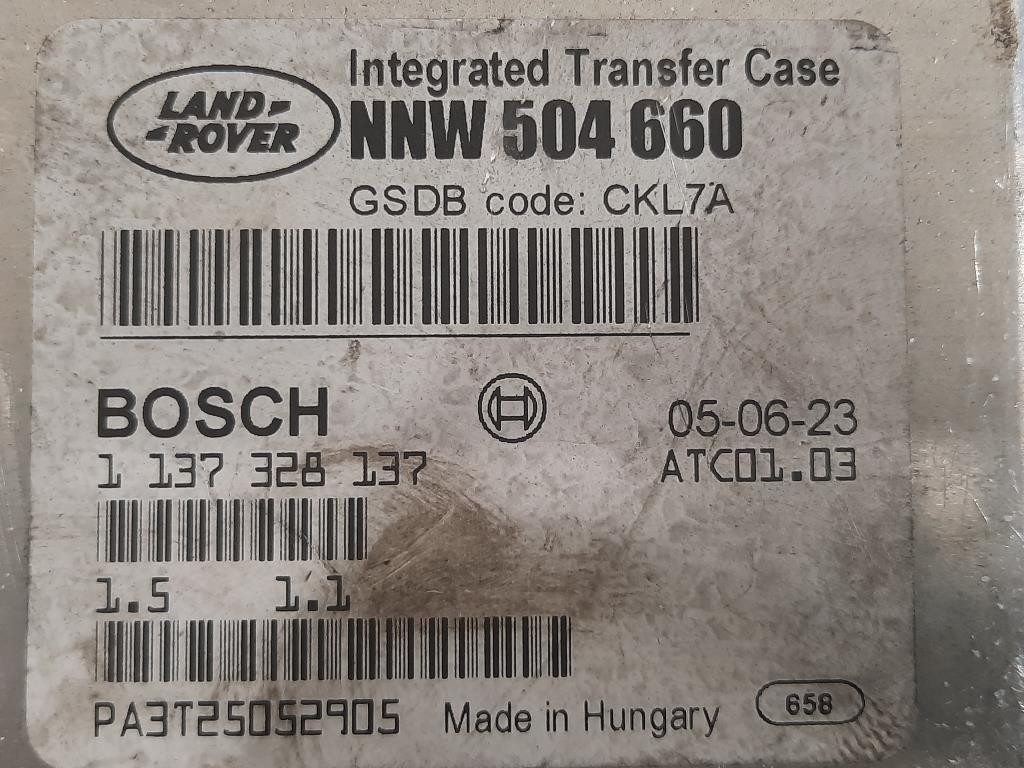 Integrated Transfer Case
LAND
ROVER
NNW 504 660
GSDB code: CKL7A
BOSCH
05-06-23
1 137 328 137
ATC01.03
1.5 1.1
PA3T25052905 Made in Hungary 658